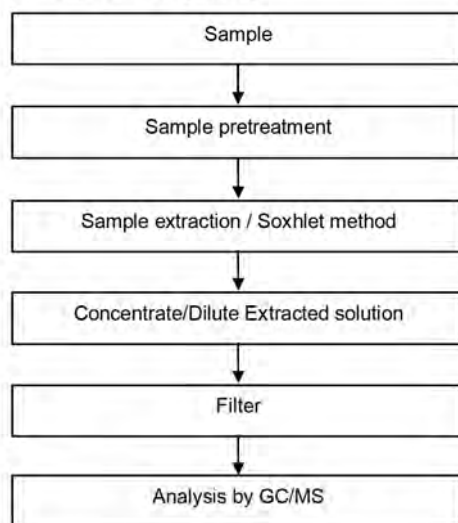 Sample
Sample pretreatment
Sample extraction / Soxhlet method
Concentrate/Dilute Extracted solution
Filter
Analysis by GC/MS